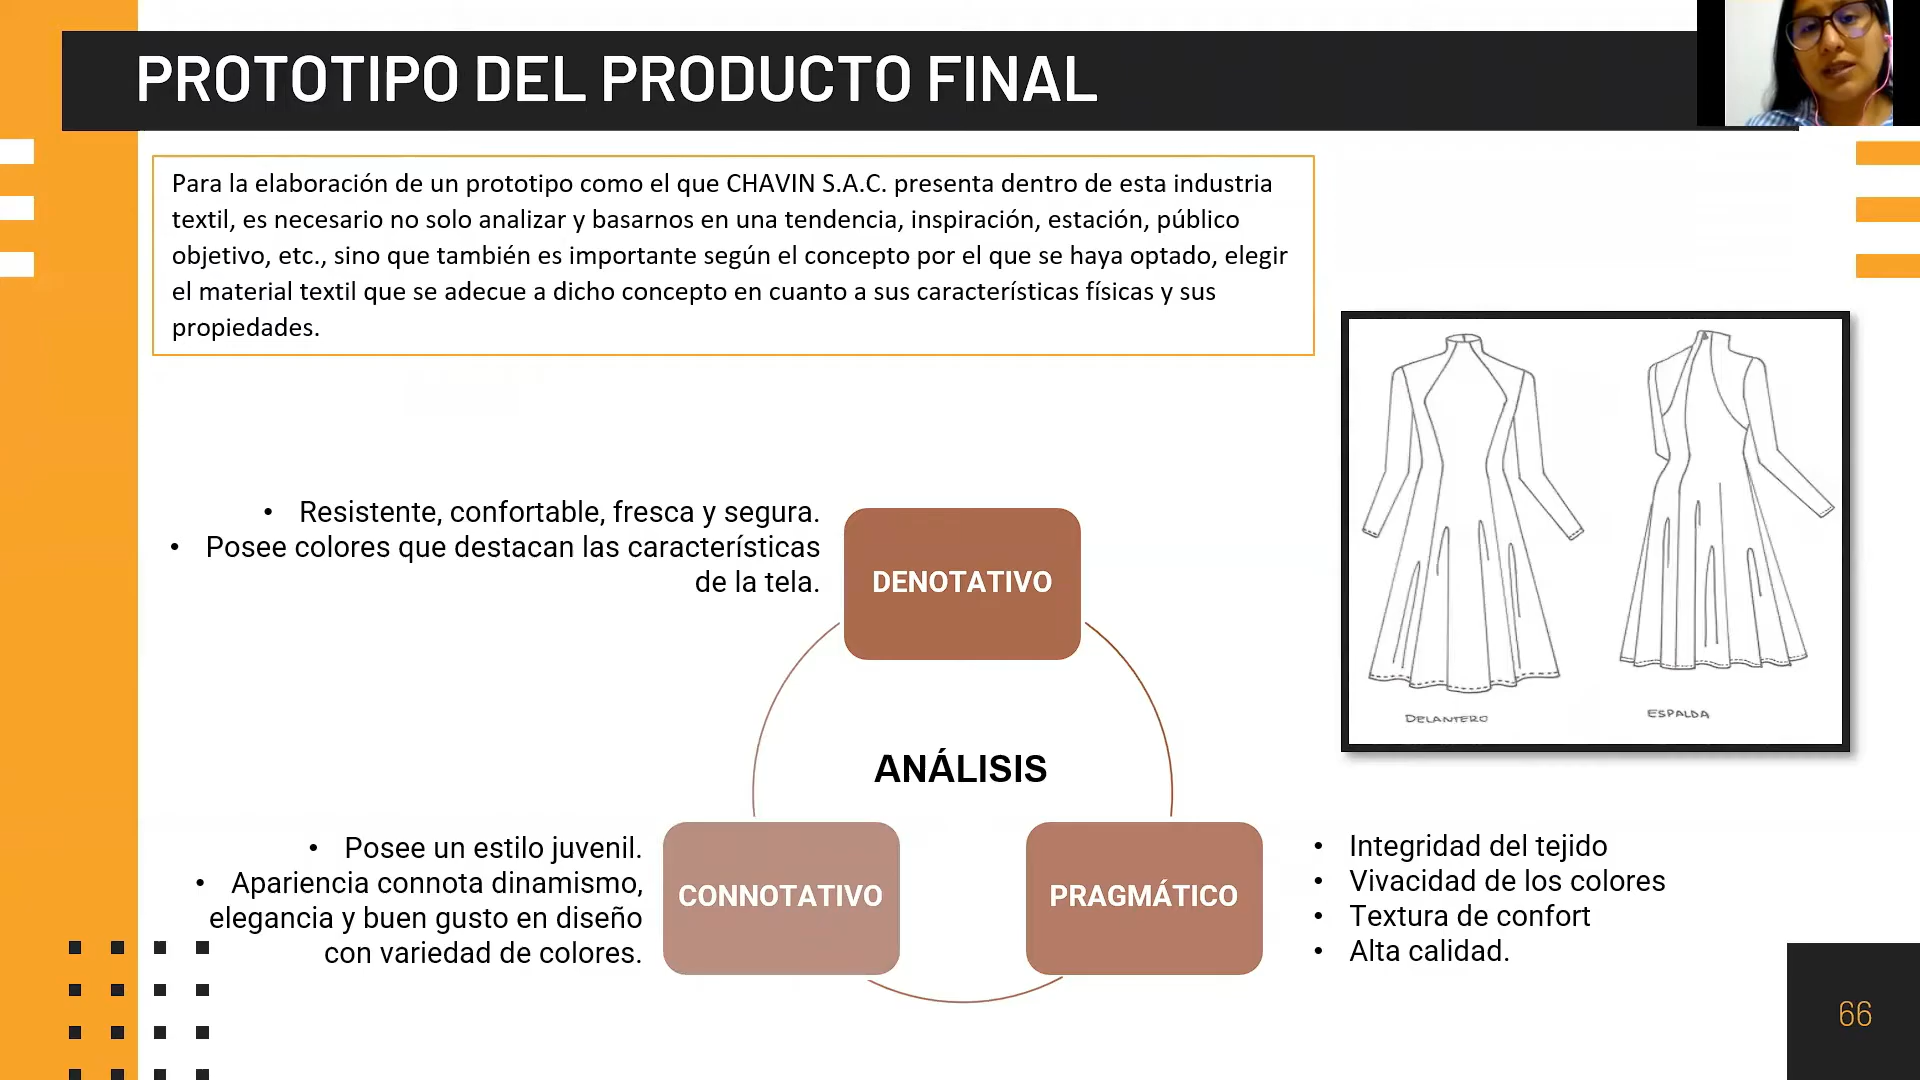 PROTOTIPO DEL PRODUCTO FINAL
Para la elaboración de un prototipo como el que CHAVIN S.A.C. presenta dentro de esta industria
textil, es necesario no solo analizar y basarnos en una tendencia, inspiración, estación, público
objetivo, etc., sino que también es importante según el concepto por el que se haya optado, elegir
el material textil que se adecue a dicho concepto en cuanto a sus características físicas y sus
propiedades.
• Resistente, confortable, fresca y segura.
• Posee colores que destacan las características
de la tela.
DENOTATIVO
DELANTERO
ESPALDA
ANÁLISIS
• Posee un estilo juvenil.
• Apariencia connota dinamismo,
elegancia y buen gusto en diseño
con variedad de colores.
CONNOTATIVO
PRAGMÁTICO
• Integridad del tejido
• Vivacidad de los colores
• Textura de confort
• Alta calidad.
66